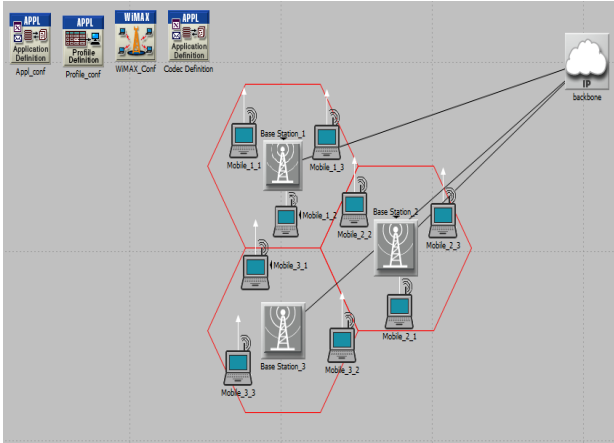 APPL
Application
Definition
Appl_conf
APPL
Profile
Definition
Profile_conf
WiMAX
WiMAX_Conf
APPL
Application
Definition
Codec Definition
IP
backbone
Base Station_1
Mobile_1_1
Mobile_1_3
Mobile_1_2
Base Station_2
Mobile_2_2
Mobile_2_3
Mobile_3_1
Mobile_2_1
Base Station_3
Mobile_3_2
Mobile_3_3